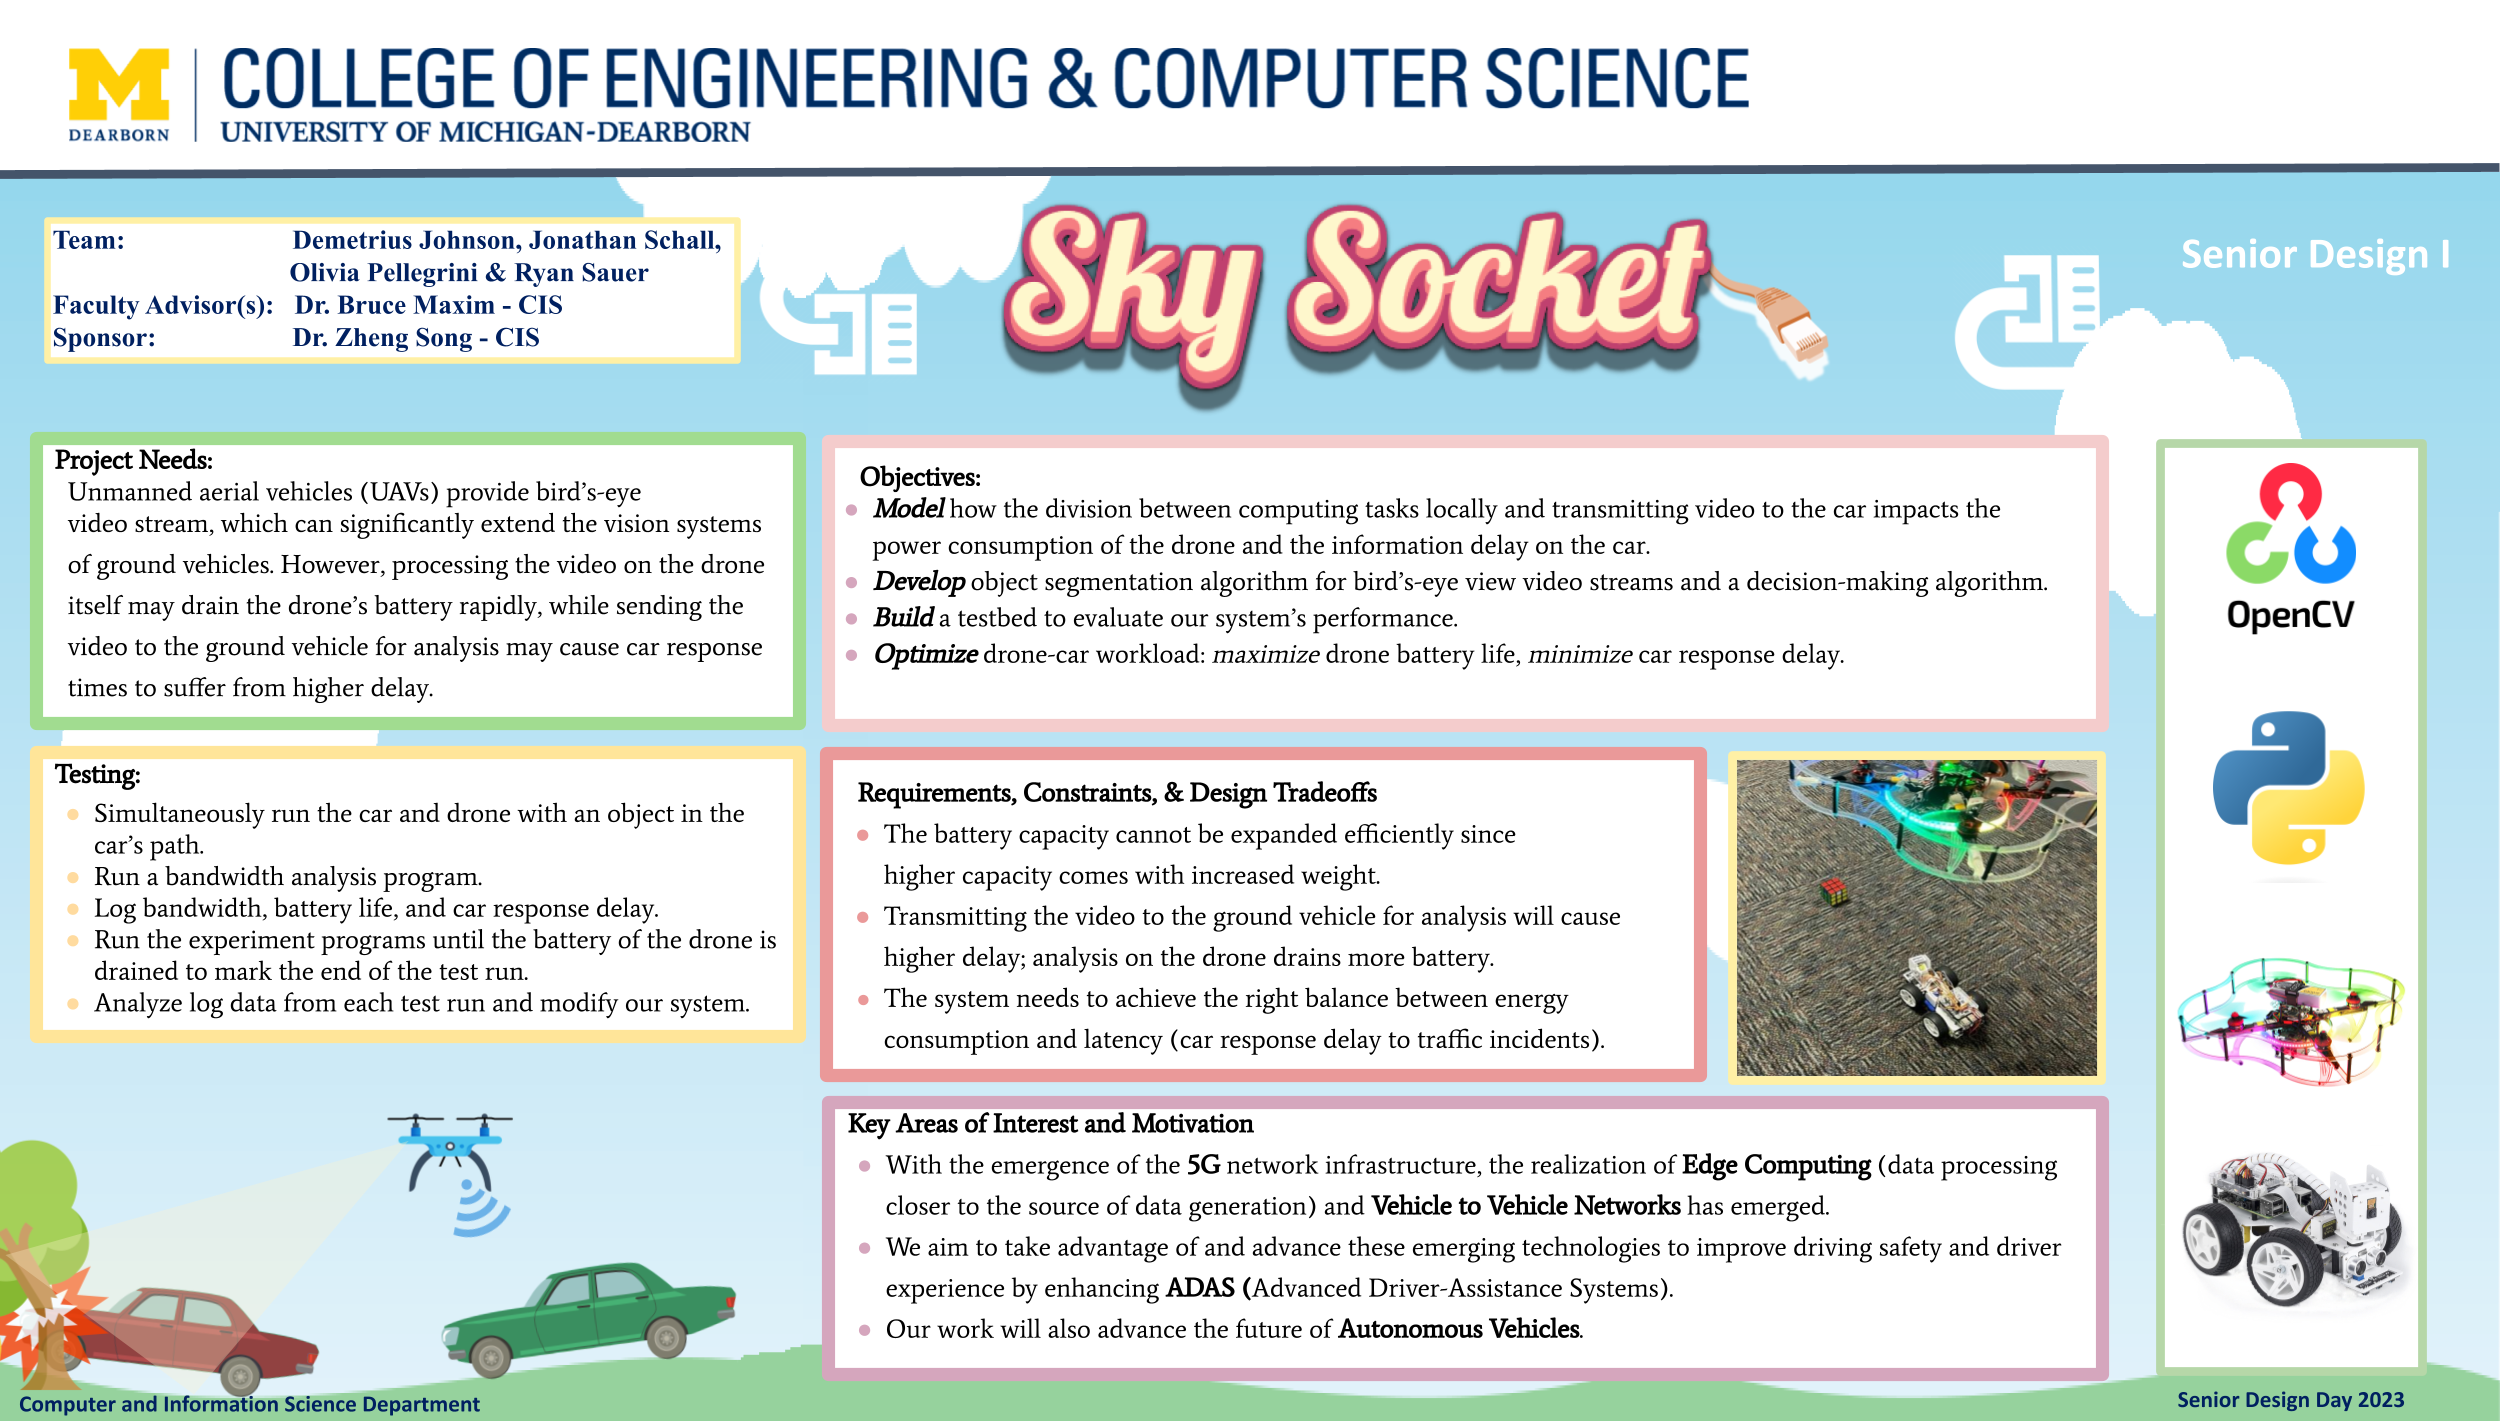 M
DEARBORN
COLLEGE OF ENGINEERING & COMPUTER SCIENCE
UNIVERSITY OF MICHIGAN-DEARBORN
Team: Demetrius Johnson, Jonathan Schall,
Olivia Pellegrini & Ryan Sauer
Faculty Advisor(s): Dr. Bruce Maxim - CIS
Sponsor: Dr. Zheng Song - CIS
Sky Socket
Senior Design I
Project Needs:
Unmanned aerial vehicles (UAVs) provide bird's-eye
video stream, which can significantly extend the vision systems
of ground vehicles. However, processing the video on the drone
itself may drain the drone's battery rapidly, while sending the
video to the ground vehicle for analysis may cause car response
times to suffer from higher delay.
Objectives:
Model how the division between computing tasks locally and transmitting video to the car impacts the
power consumption of the drone and the information delay on the car.
Develop object segmentation algorithm for bird's-eye view video streams and a decision-making algorithm.
Build a testbed to evaluate our system's performance.
Optimize drone-car workload: maximize drone battery life, minimize car response delay.
OpenCV
Testing:
Simultaneously run the car and drone with an object in the
car's path.
Run a bandwidth analysis program.
Log bandwidth, battery life, and car response delay.
Run the experiment programs until the battery of the drone is
drained to mark the end of the test run.
Analyze log data from each test run and modify our system.
Requirements, Constraints, & Design Tradeoffs
The battery capacity cannot be expanded efficiently since
higher capacity comes with increased weight.
Transmitting the video to the ground vehicle for analysis will cause
higher delay; analysis on the drone drains more battery.
The system needs to achieve the right balance between energy
consumption and latency (car response delay to traffic incidents).
Key Areas of Interest and Motivation
With the emergence of the 5G network infrastructure, the realization of Edge Computing (data processing
closer to the source of data generation) and Vehicle to Vehicle Networks has emerged.
We aim to take advantage of and advance these emerging technologies to improve driving safety and driver
experience by enhancing ADAS (Advanced Driver-Assistance Systems).
Our work will also advance the future of Autonomous Vehicles.
Computer and Information Science Department
Senior Design Day 2023